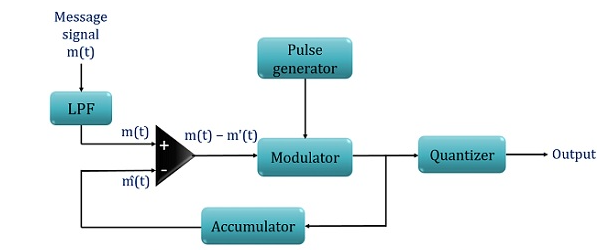 Message
signal
m(t)
LPF
Pulse
generator
m(t)
+
m(t) – m'(t)
-
m̂(t)
Modulator
Quantizer
Output
Accumulator